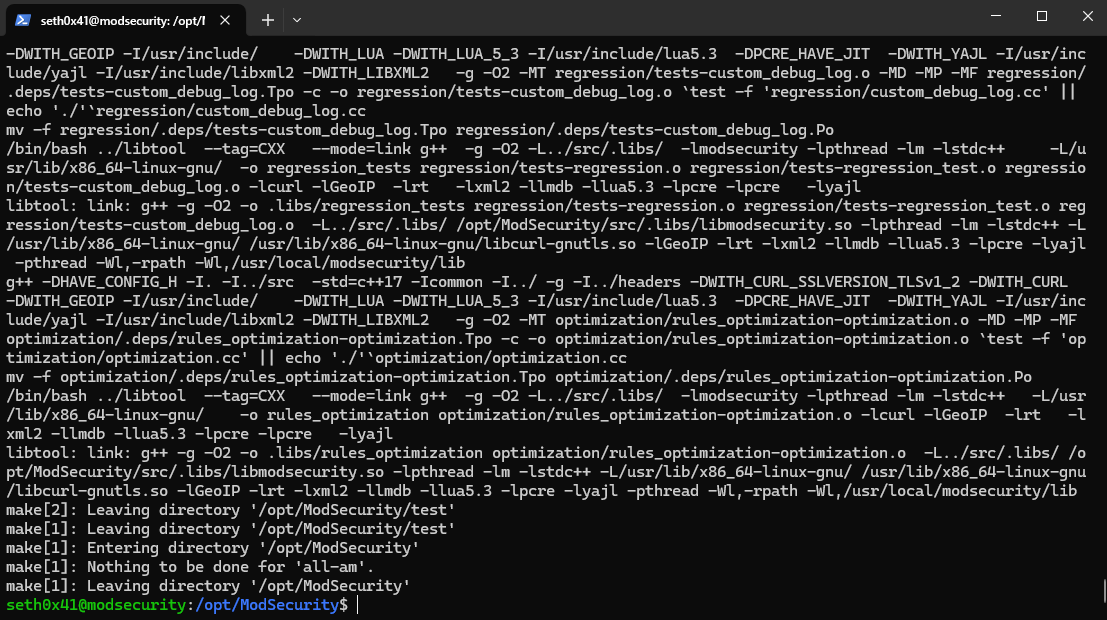 seth0x41@modsecurity: /opt/M
-DWITH_GEOIP -I/usr/include/    -DWITH_LUA -DWITH_LUA_5_3 -I/usr/include/lua5.3  -DPCRE_HAVE_JIT  -DWITH_YAJL -I/usr/inc
lude/yajl -I/usr/include/libxml2 -DWITH_LIBXML2   -g -O2 -MT regression/tests-custom_debug_log.o -MD -MP -MF regression/
.deps/tests-custom_debug_log.Tpo -c -o regression/tests-custom_debug_log.o `test -f 'regression/custom_debug_log.cc' ||
echo './'`regression/custom_debug_log.cc
mv -f regression/.deps/tests-custom_debug_log.Tpo regression/.deps/tests-custom_debug_log.Po
/bin/bash ../libtool  --tag=CXX   --mode=link g++  -g -O2 -L../src/.libs/  -lmodsecurity -lpthread -lm -lstdc++     -L/u
sr/lib/x86_64-linux-gnu/  -o regression_tests regression/tests-regression.o regression/tests-regression_test.o regressio
n/tests-custom_debug_log.o -lcurl -lGeoIP  -lrt   -lxml2 -llmdb -llua5.3 -lpcre -lpcre   -lyajl
libtool: link: g++ -g -O2 -o .libs/regression_tests regression/tests-regression.o regression/tests-regression_test.o reg
ression/tests-custom_debug_log.o  -L../src/.libs/ /opt/ModSecurity/src/.libs/libmodsecurity.so -lpthread -lm -lstdc++ -L
/usr/lib/x86_64-linux-gnu/ /usr/lib/x86_64-linux-gnu/libcurl-gnutls.so -lGeoIP -lrt -lxml2 -llmdb -llua5.3 -lpcre -lyajl
 -pthread -Wl,-rpath -Wl,/usr/local/modsecurity/lib
g++ -DHAVE_CONFIG_H -I. -I../src  -std=c++17 -Icommon -I../ -g -I../headers -DWITH_CURL_SSLVERSION_TLSv1_2 -DWITH_CURL
-DWITH_GEOIP -I/usr/include/    -DWITH_LUA -DWITH_LUA_5_3 -I/usr/include/lua5.3  -DPCRE_HAVE_JIT  -DWITH_YAJL -I/usr/inc
lude/yajl -I/usr/include/libxml2 -DWITH_LIBXML2   -g -O2 -MT optimization/rules_optimization-optimization.o -MD -MP -MF
optimization/.deps/rules_optimization-optimization.Tpo -c -o optimization/rules_optimization-optimization.o `test -f 'op
timization/optimization.cc' || echo './'`optimization/optimization.cc
mv -f optimization/.deps/rules_optimization-optimization.Tpo optimization/.deps/rules_optimization-optimization.Po
/bin/bash ../libtool  --tag=CXX   --mode=link g++  -g -O2 -L../src/.libs/  -lmodsecurity -lpthread -lm -lstdc++   -L/usr
/lib/x86_64-linux-gnu/    -o rules_optimization optimization/rules_optimization-optimization.o -lcurl -lGeoIP  -lrt   -l
xml2 -llmdb -llua5.3 -lpcre -lpcre   -lyajl
libtool: link: g++ -g -O2 -o .libs/rules_optimization optimization/rules_optimization-optimization.o  -L../src/.libs/ /o
pt/ModSecurity/src/.libs/libmodsecurity.so -lpthread -lm -lstdc++ -L/usr/lib/x86_64-linux-gnu/ /usr/lib/x86_64-linux-gnu
/libcurl-gnutls.so -lGeoIP -lrt -lxml2 -llmdb -llua5.3 -lpcre -lyajl -pthread -Wl,-rpath -Wl,/usr/local/modsecurity/lib
make[2]: Leaving directory '/opt/ModSecurity/test'
make[1]: Leaving directory '/opt/ModSecurity/test'
make[1]: Entering directory '/opt/ModSecurity'
make[1]: Nothing to be done for 'all-am'.
make[1]: Leaving directory '/opt/ModSecurity'
seth0x41@modsecurity:/opt/ModSecurity$